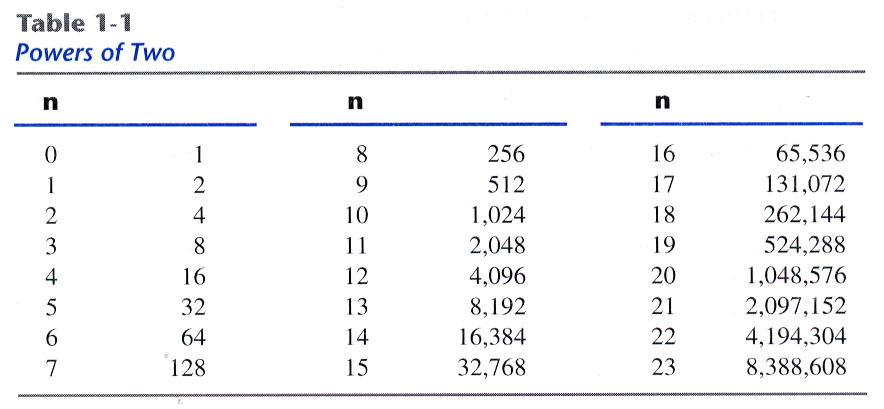 Table 1-1
Powers of Two
n n n
0 1 8 256 16 65,536
1 2 9 512 17 131,072
2 4 10 1,024 18 262,144
3 8 11 2,048 19 524,288
4 16 12 4,096 20 1,048,576
5 32 13 8,192 21 2,097,152
6 64 14 16,384 22 4,194,304
7 128 15 32,768 23 8,388,608